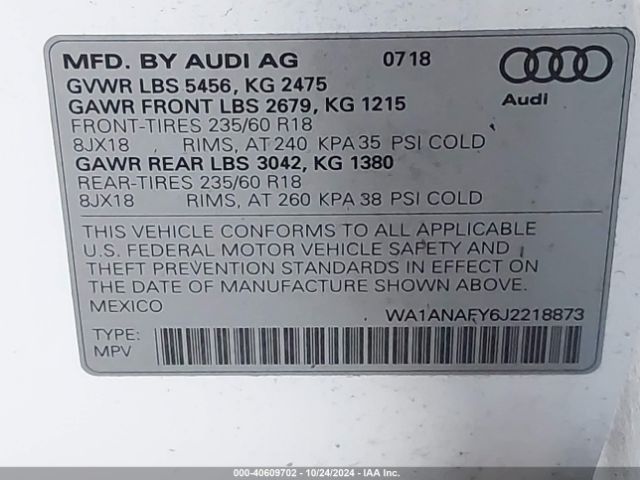 MFD. BY AUDI AG 0718
GVWR LBS 5456, KG 2475
GAWR FRONT LBS 2679, KG 1215
Audi
FRONT-TIRES 235/60 R18
8JX18 RIMS, AT 240 KPA 35 PSI COLD
GAWR REAR LBS 3042, KG 1380
REAR-TIRES 235/60 R18
8JX18 RIMS, AT 260 KPA 38 PSI COLD
THIS VEHICLE CONFORMS TO ALL APPLICABLE
U.S. FEDERAL MOTOR VEHICLE SAFETY AND
THEFT PREVENTION STANDARDS IN EFFECT ON
THE DATE OF MANUFACTURE SHOWN ABOVE.
MEXICO WA1ANAFY6J2218873
TYPE:
MPV
000-40609702 - 10/24/2024 - IAA Inc.